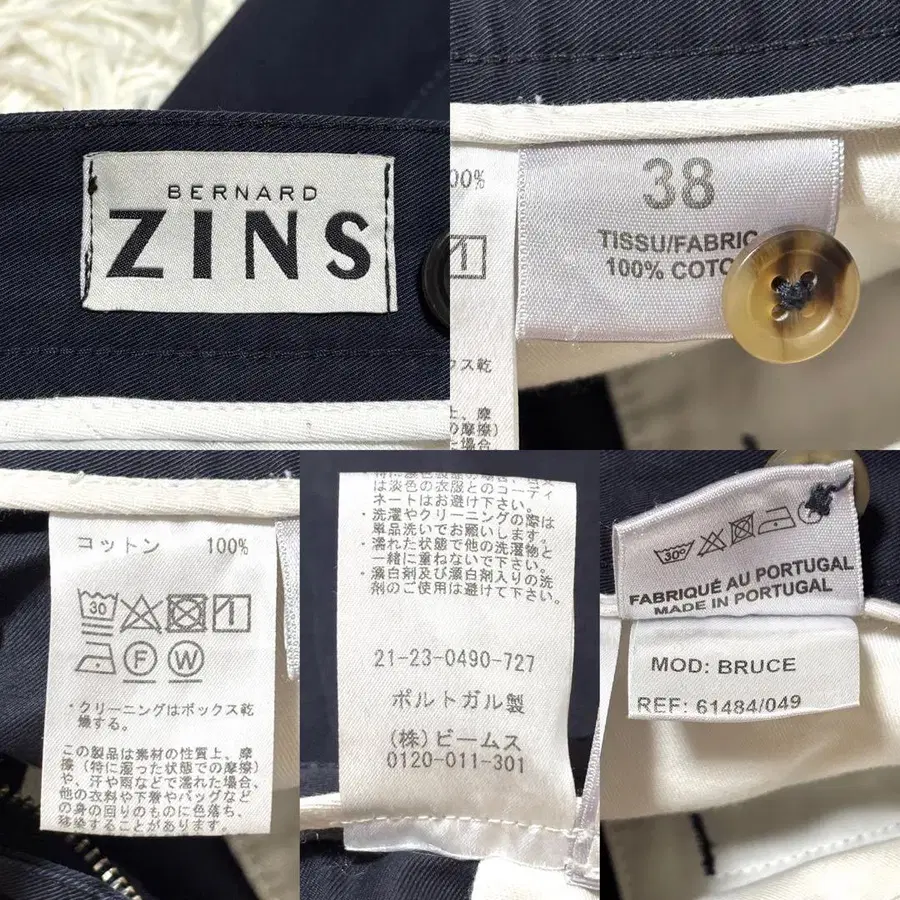 BERNARD
ZINS
00%
38
TISSU/FABRIC
100% COTO
ス乾
上、摩
の摩擦)
場合
コットン 100%
30
・クリーニングはボックス乾
燥する。
この製品は素材の性質上、摩
擦(特に湿った状態での摩擦)
や、汗や雨などで濡れた場合、
他の衣料や下着やバッグなど
の身の回りのものに色落ち、
移染することがあります。
は淡色の衣服とのコーディ
ネートはお避け下さい。
・洗濯やクリーニングの際は
単品洗いでお願いします。
・濡れた状態で他の洗濯物と
一緒に重ねないで下さい。
・漂白剤及び漂白剤入りの洗
剤のご使用は避けて下さい。
21-23-0490-727
ポルトガル製
(株)ビームス
0120-011-301
30°
FABRIQUÉ AU PORTUGAL
MADE IN PORTUGAL
MOD: BRUCE
REF: 61484/049